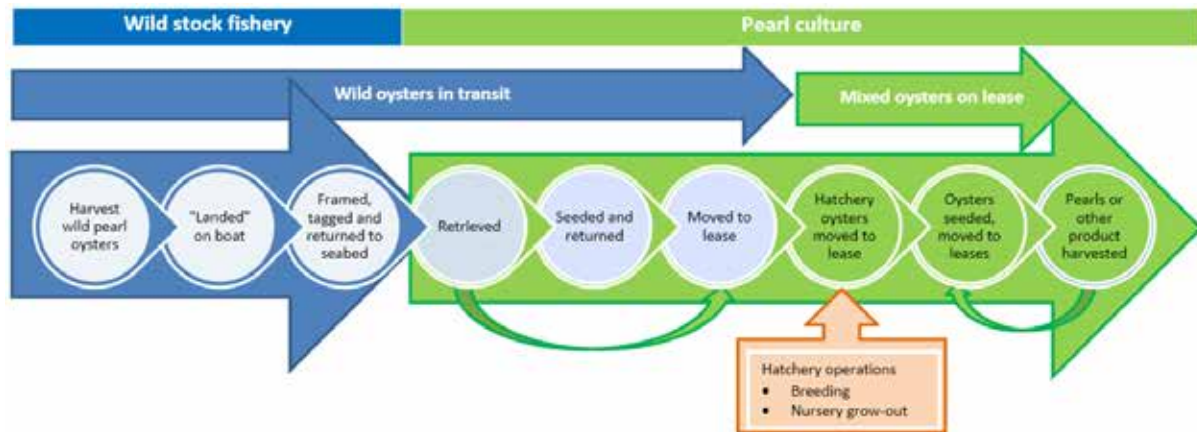 Wild stock fishery
Pearl culture
Wild oysters in transit
Mixed oysters on lease
Harvest
wild pearl
oysters
"Landed"
on boat
Framed,
tagged and
returned to
seabed
Retrieved
Seeded and
returned
Moved to
lease
Hatchery
oysters
moved to
lease
Oysters
seeded,
moved to
leases
Pearls or
other
product
harvested
Hatchery operations
• Breeding
• Nursery grow-out